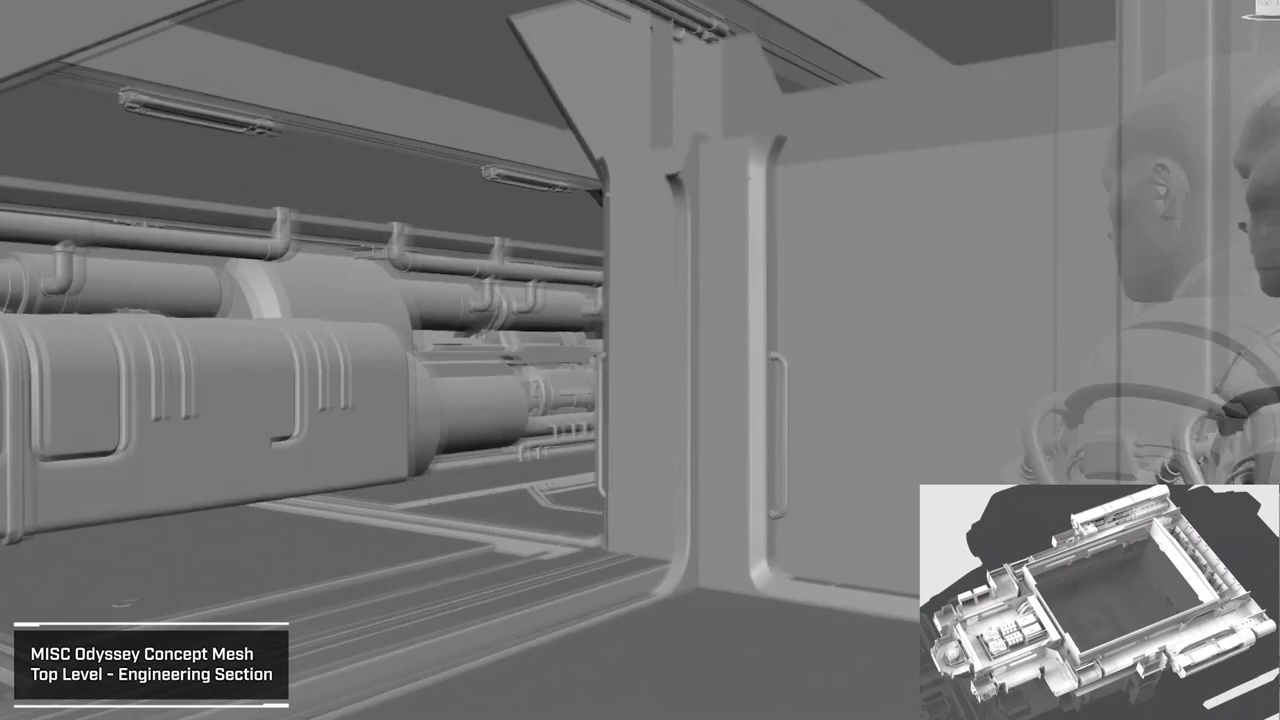 MISC Odyssey Concept Mesh
Top Level - Engineering Section